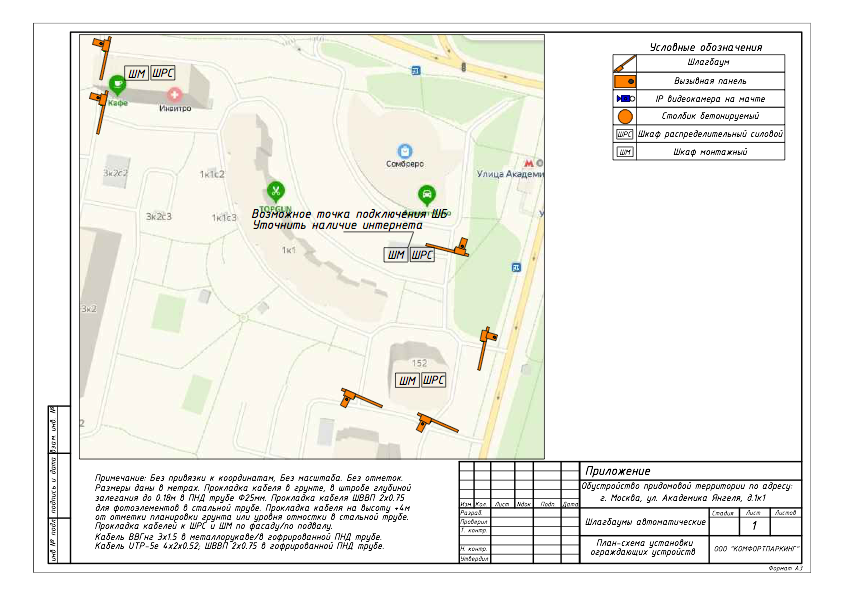 Условные обозначения
Шлагбаум
Вызывная панель
IP видеокамера на мачте
Столбик бетонируемый
ШРС Шкаф распределительный силовой
ШМ Шкаф монтажный
ШМ ШРС
Кафе
Инвитро
3к2с2
1к1с2
3к2с3
1к1с3
Сомбреро
Улица Академи
TOPGUN
Возможное точка подключения ШБ
Уточнить наличие интернета
1к1
ШМ ШРС
3к2
152
ШМ ШРС
Примечание: Без привязки к координатам, Без масштаба. Без отметок.
Размеры даны в метрах. Прокладка кабеля в грунте, в штробе глубиной
залегания до 0.18м в ПНД трубе Ф25мм. Прокладка кабеля ШВВП 2х0.75
для фотоэлементов в стальной трубе. Прокладка кабеля на высоту +4м
от отметки планировки грунта или уровня отмостки в стальной трубе.
Прокладка кабелей к ШРС и ШМ по фасаду/по подвалу.
Кабель ВВГнг 3х1.5 в металлорукаве/в гофрированной ПНД трубе.
Кабель UTP-5e 4х2х0.52; ШВВП 2х0.75 в гофрированной ПНД трубе.
Взам. инв. №
Подпись и дата
инв № подл
Приложение
Обустройство придомовой территории по адресу:
г. Москва, ул. Академика Янгеля, д.1к1
Изм. Кол. Лист №док Подп. Дата
Разраб.
Проверил
Т. контр.
Н. контр.
Утвердил
Шлагбаумы автоматические
Стадия Лист Листов
1
План-схема установки
ограждающих устройств
ООО "КОМФОРТПАРКИНГ"
Формат А3